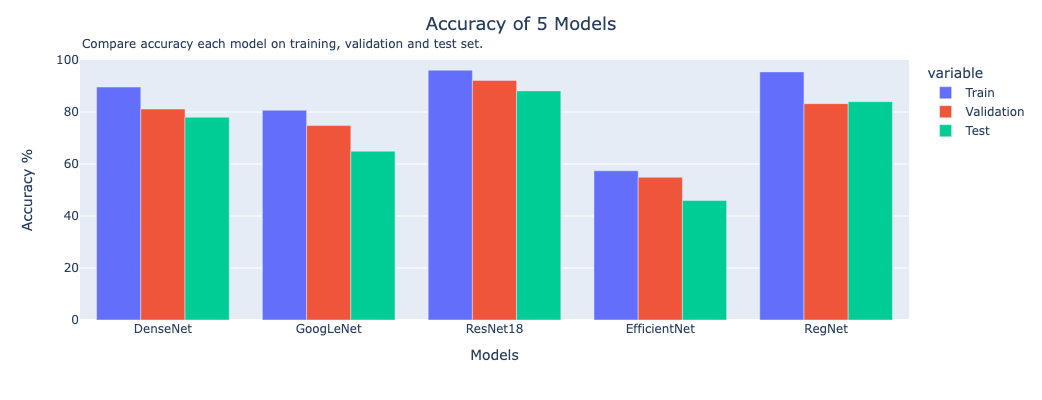 Accuracy of 5 Models
Compare accuracy each model on training, validation and test set.
100
80
60
40
20
0
Accuracy %
DenseNet
GoogLeNet
ResNet18
EfficientNet
RegNet
Models
variable
Train
Validation
Test